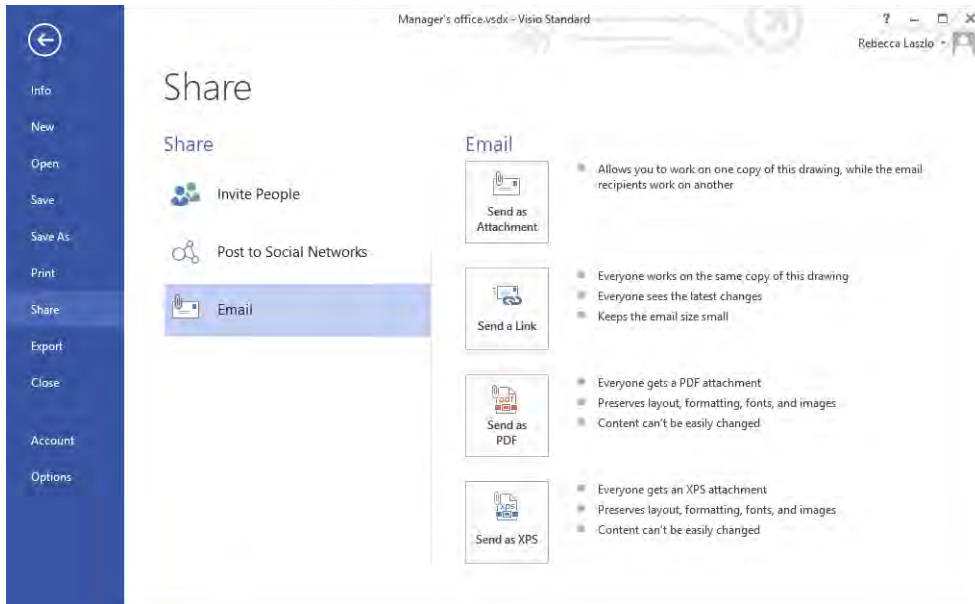 Manager's office.vsdx - Visio Standard
?
Rebecca Laszlo
Info
New
Open
Save
Save As
Print
Share
Export
Close
Account
Options
Share
Share
Invite People
Post to Social Networks
Email
Email
Send as
Attachment
Allows you to work on one copy of this drawing, while the email
recipients work on another
Send a Link
Everyone works on the same copy of this drawing
Everyone sees the latest changes
Keeps the email size small
pdf
Send as
PDF
Everyone gets a PDF attachment
Preserves layout, formatting, fonts, and images
Content can't be easily changed
xps
Send as XPS
Everyone gets an XPS attachment
Preserves layout, formatting, fonts, and images
Content can't be easily changed